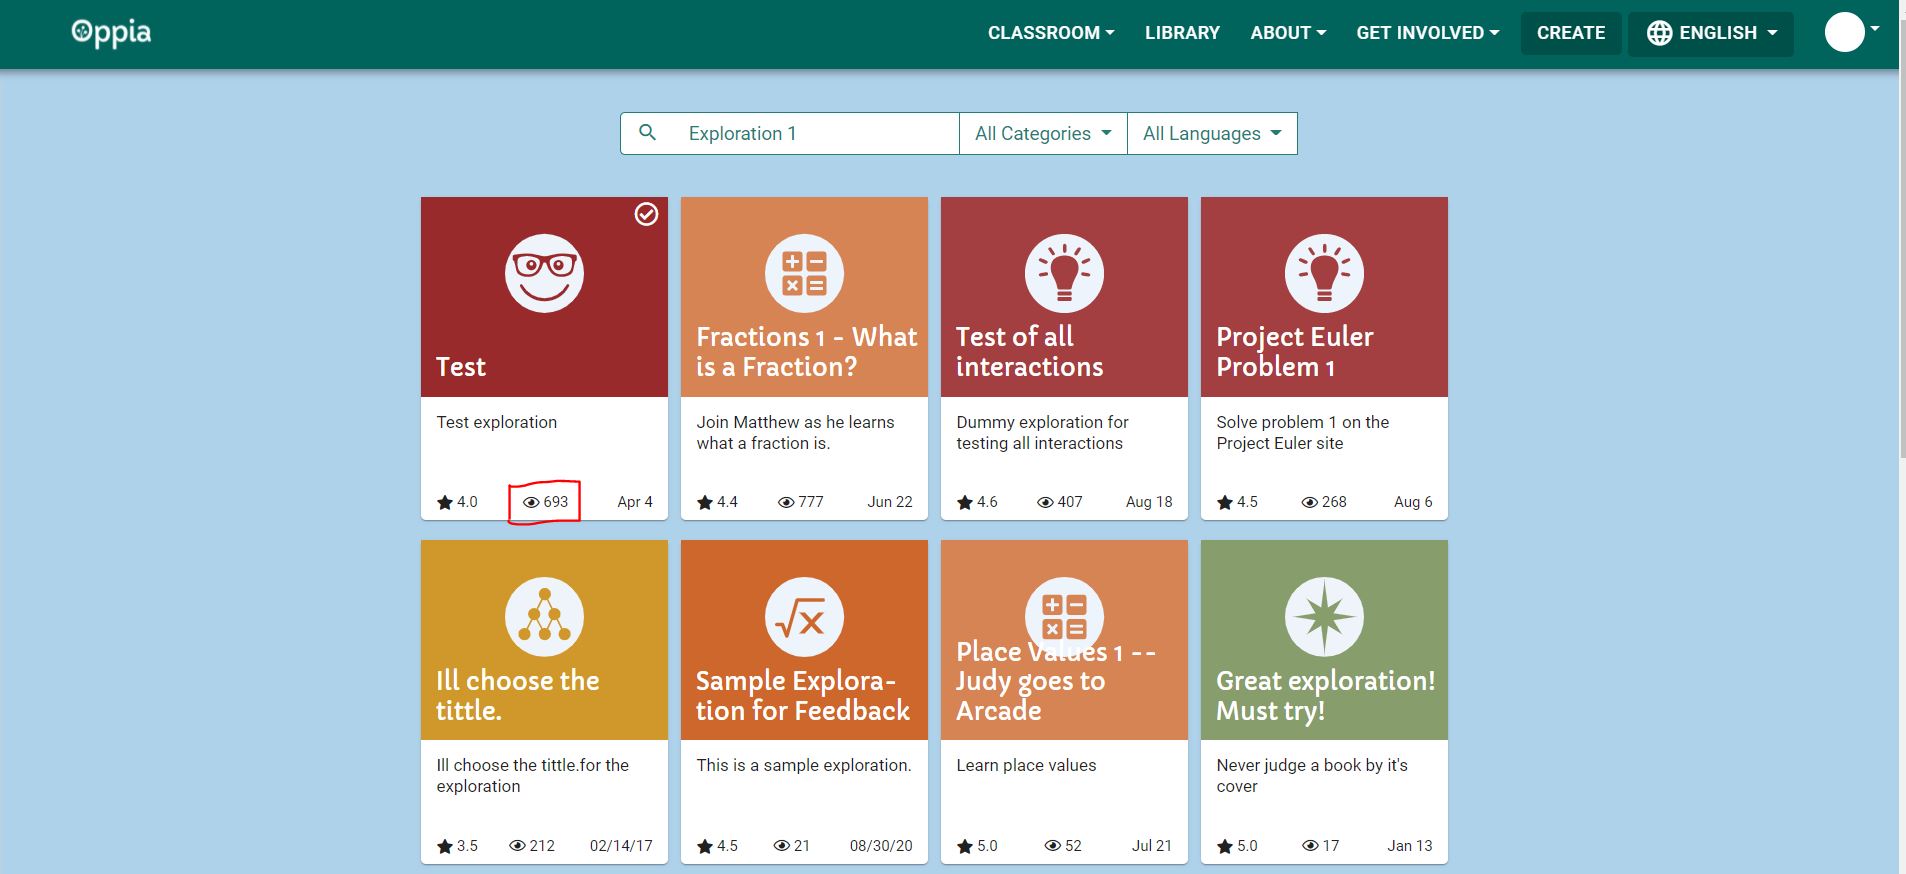 Oppia
CLASSROOM
LIBRARY
ABOUT
GET INVOLVED
CREATE
ENGLISH
Exploration 1
All Categories
All Languages
Test
Test exploration
4.0
693
Apr 4
Fractions 1 - What
is a Fraction?
Join Matthew as he learns
what a fraction is.
4.4
777
Jun 22
Test of all
interactions
Dummy exploration for
testing all interactions
4.6
407
Aug 18
Project Euler
Problem 1
Solve problem 1 on the
Project Euler site
4.5
268
Aug 6
Ill choose the
tittle.
Ill choose the tittle.for the
exploration
3.5
212
02/14/17
Sample Explora-
tion for Feedback
This is a sample exploration.
4.5
21
08/30/20
Place Values 1 --
Judy goes to
Arcade
Learn place values
5.0
52
Jul 21
Great exploration!
Must try!
Never judge a book by it's
cover
5.0
17
Jan 13